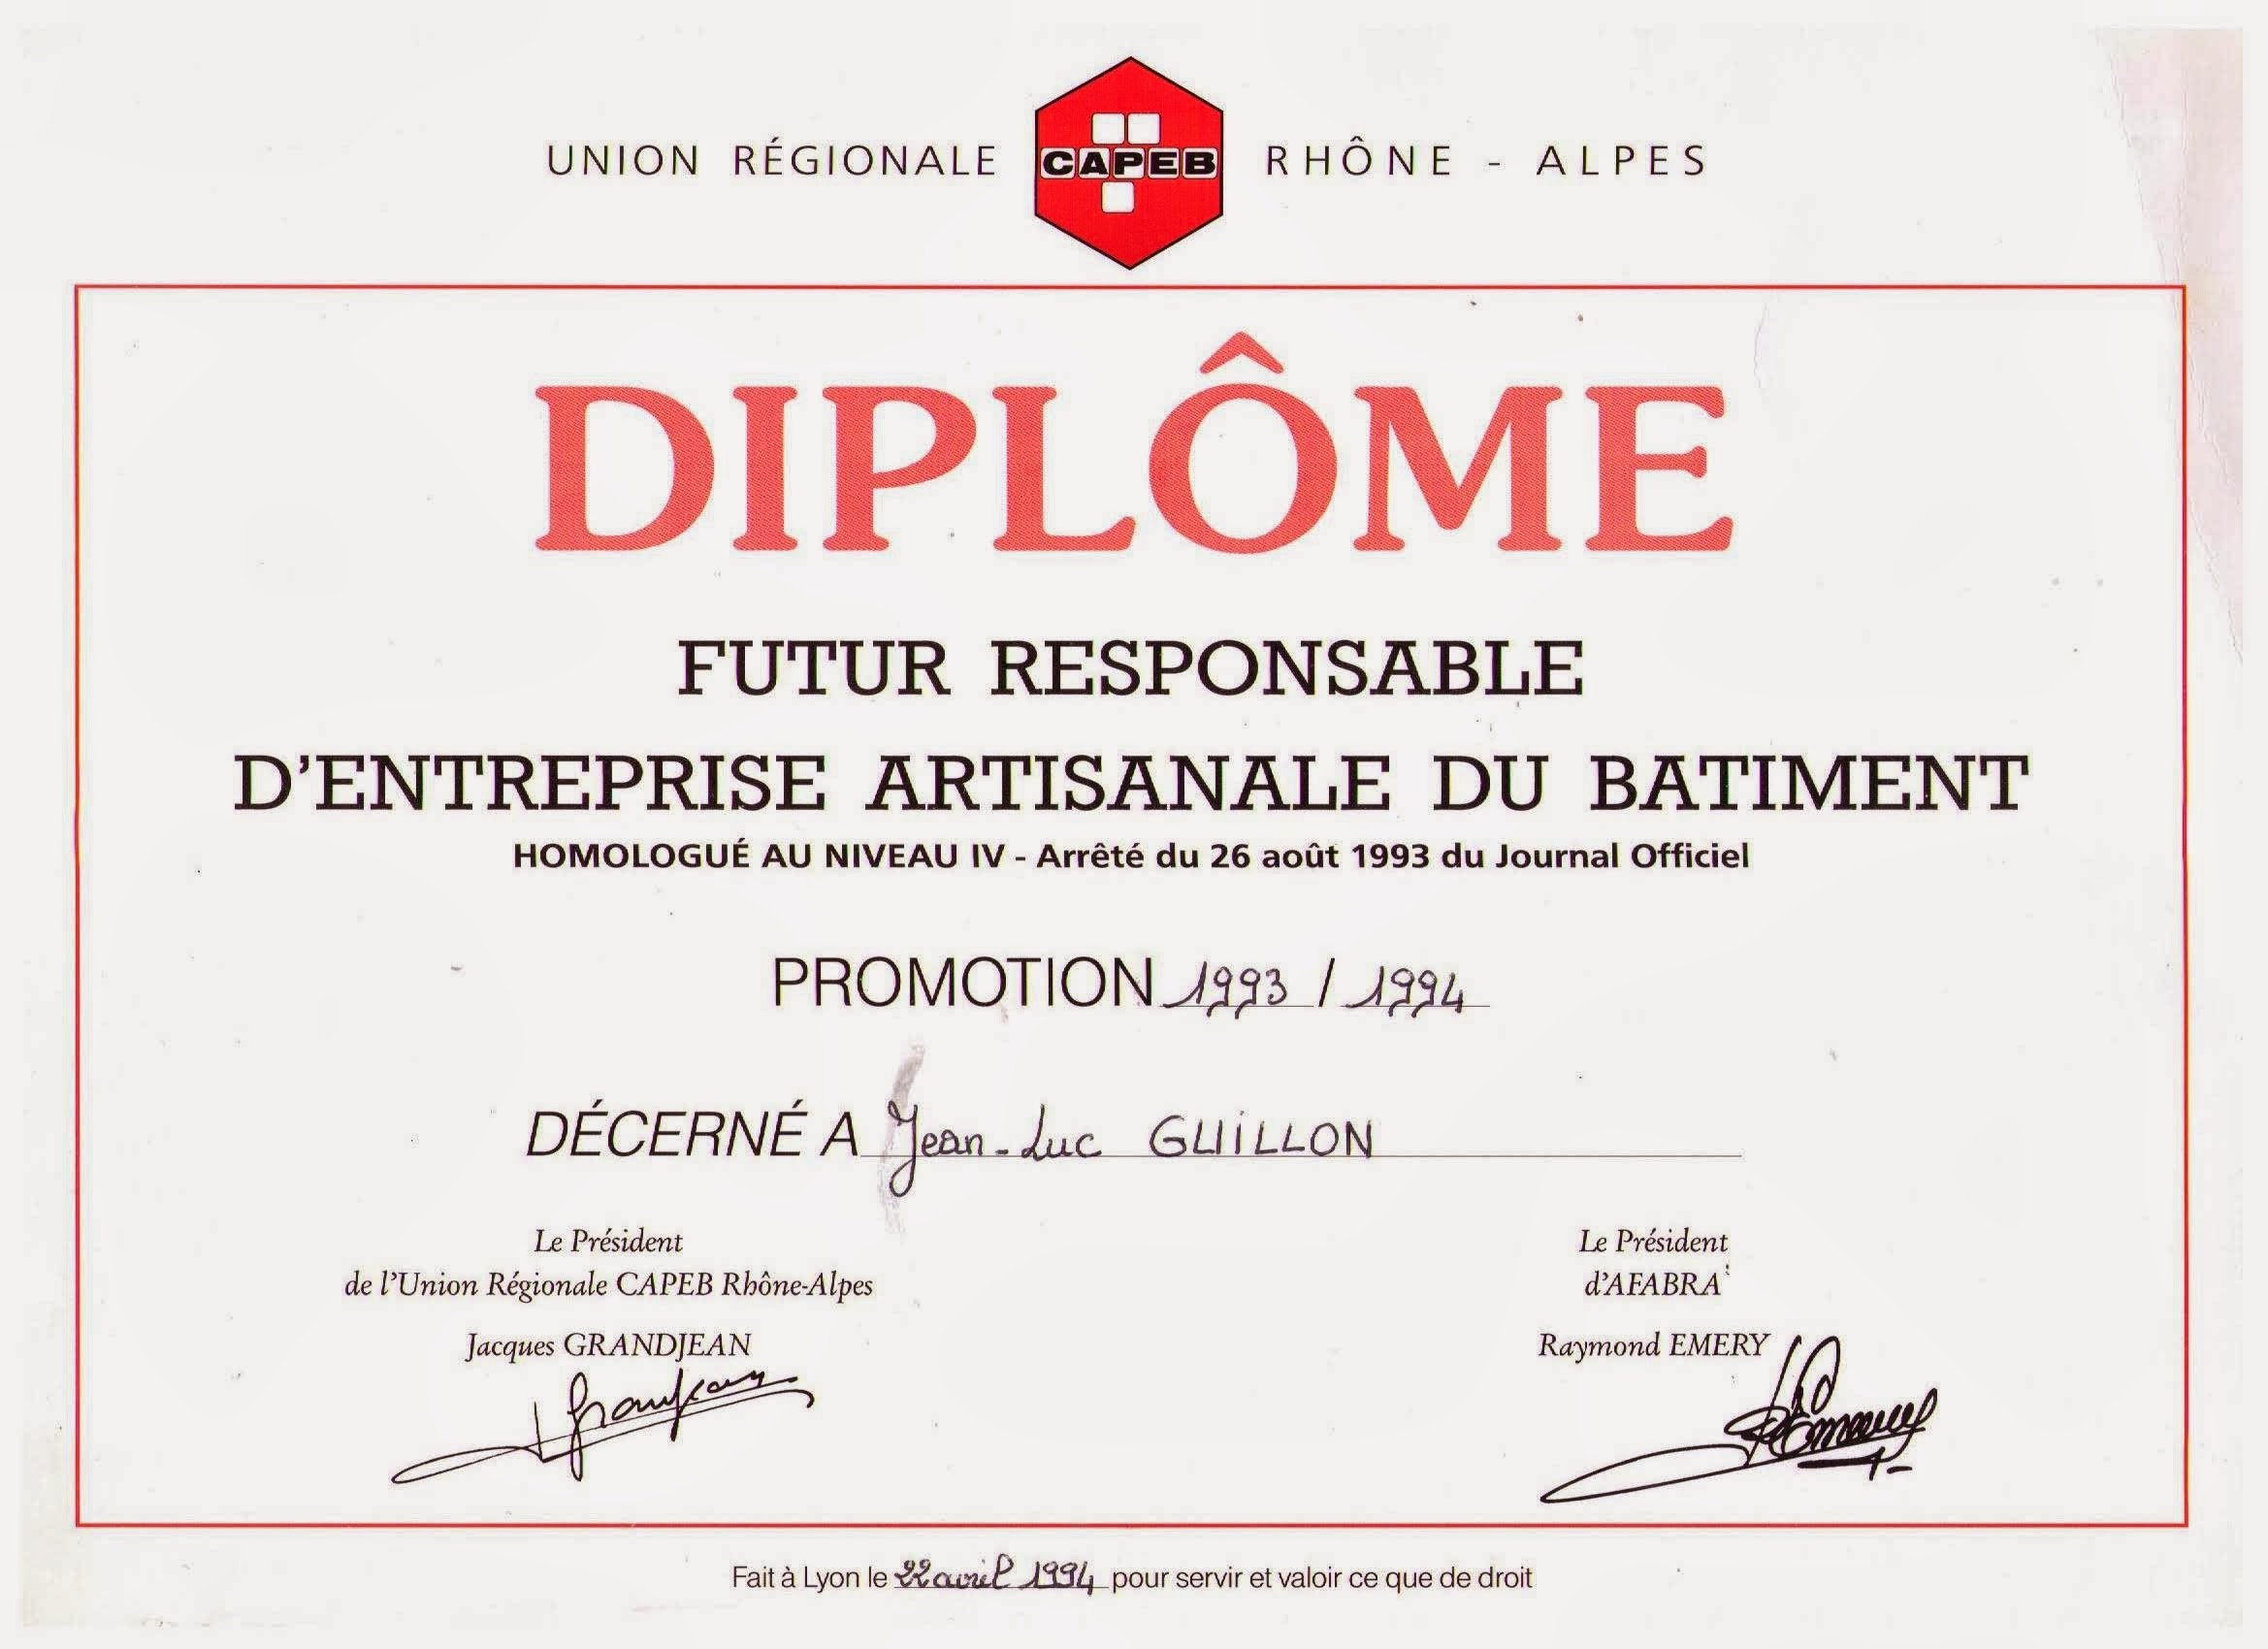 UNION RÉGIONALE CAPEB RHÔNE - ALPES
DIPLÔME
FUTUR RESPONSABLE
D'ENTREPRISE ARTISANALE DU BATIMENT
HOMOLOGUÉ AU NIVEAU IV - Arrêté du 26 août 1993 du Journal Officiel
PROMOTION 1993 / 1994
DÉCERNÉ A Jean-Luc GUILLON
Le Président
de l'Union Régionale CAPEB Rhône-Alpes
Jacques GRANDJEAN
Le Président
d'AFABRA
Raymond EMERY
Fait à Lyon le 22 avril 1994 pour servir et valoir ce que de droit